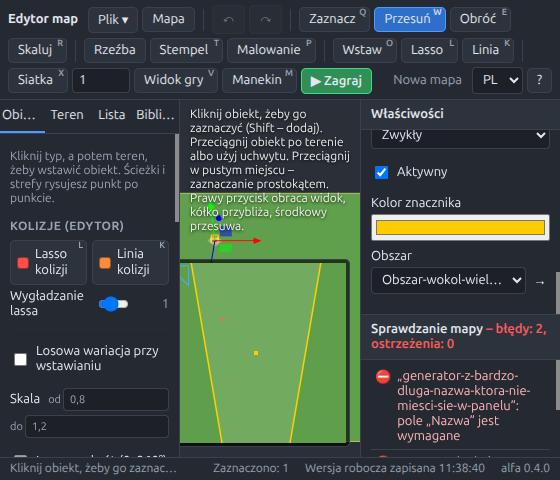 Edytor map Plik ▾ Mapa Zaznacz Q Przesuń W Obróć E
Skaluj R Rzeźba Stempel T Malowanie P Wstaw O Lasso L Linia K
Siatka X 1 Widok gry V Manekin M ▶ Zagraj Nowa mapa PL ?
Obi… Teren Lista Bibli…
Kliknij typ, a potem teren,
żeby wstawić obiekt. Ścieżki i
strefy rysujesz punkt po
punkcie.
KOLIZJE (EDYTOR)
Lasso kolizji L
Linia kolizji K
Wygładzanie
lassa 1
Losowa wariacja przy
wstawianiu
Skala od 0,8
do 1,2
Kliknij obiekt, żeby go
zaznaczyć (Shift – dodaj).
Przeciągnij obiekt po terenie
albo użyj uchwytu. Przeciągnij
w pustym miejscu –
zaznaczanie prostokątem.
Prawy przycisk obraca widok,
kółko przybliża, środkowy
przesuwa.
Właściwości
Zwykły
Aktywny
Kolor znacznika
Obszar
Obszar-wokol-wiel… →
Sprawdzanie mapy – błędy: 2,
ostrzeżenia: 0
„generator-z-bardzo-
dluga-nazwa-ktora-nie-
miesci-sie-w-panelu”:
pole „Nazwa” jest
wymagane
Kliknij obiekt, żeby go zaznac… Zaznaczono: 1 Wersja robocza zapisana 11:38:40 alfa 0.4.0